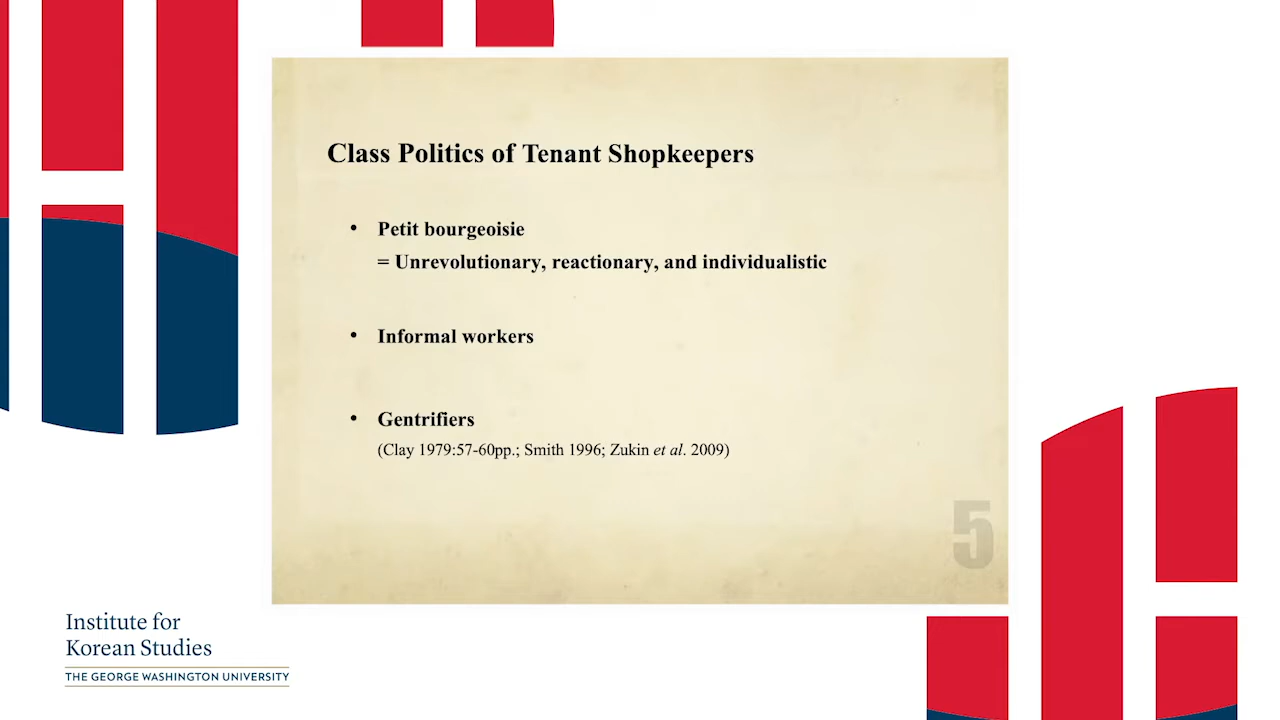 Class Politics of Tenant Shopkeepers
• Petit bourgeoisie
= Unrevolutionary, reactionary, and individualistic
• Informal workers
• Gentrifiers
(Clay 1979:57-60pp.; Smith 1996; Zukin et al. 2009)
5
Institute for
Korean Studies
THE GEORGE WASHINGTON UNIVERSITY